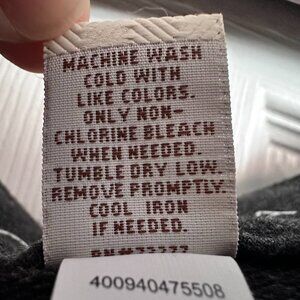 MACHINE WASH
COLD WITH
LIKE COLORS.
ONLY NON-
CHLORINE BLEACH
WHEN NEEDED.
TUMBLE DRY LOW.
REMOVE PROMPTLY.
COOL IRON
IF NEEDED.
400940475508